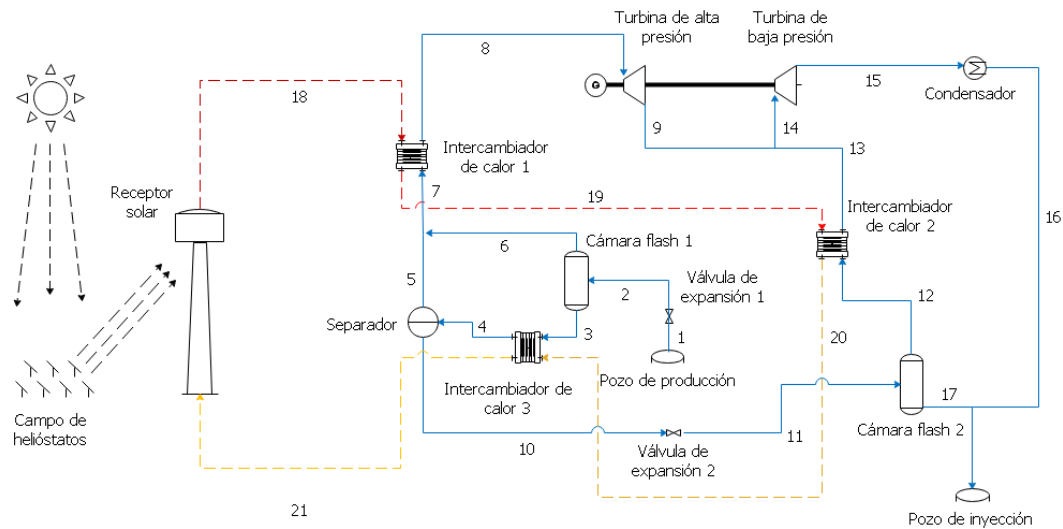 Turbina de alta
presión
Turbina de
baja presión
8
15
18
G
Condensador
9
14
13
Intercambiador
de calor 1
7
Receptor
solar
19
16
Intercambiador
de calor 2
6
Cámara flash 1
5
2
Válvula de
expansión 1
12
Separador
4
3
1
20
Pozo de producción
Intercambiador de
calor 3
17
Campo de
helióstatos
10
11
Cámara flash 2
Válvula de
expansión 2
21
Pozo de inyección